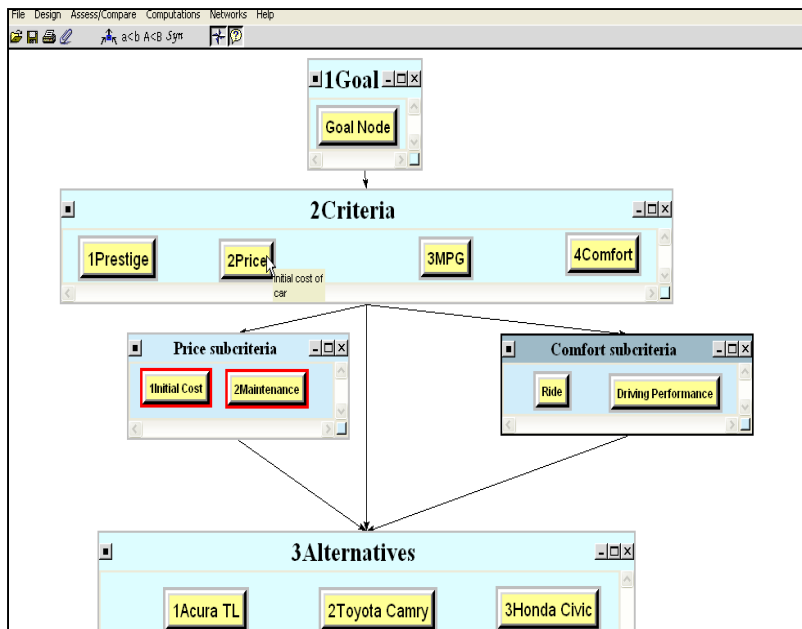 File Design Assess/Compare Computations Networks Help
a<b A<B Syn
1Goal
Goal Node
2Criteria
1Prestige 2Price 3MPG 4Comfort
Initial cost of
car
Price subcriteria Comfort subcriteria
1Initial Cost 2Maintenance Ride Driving Performance
3Alternatives
1Acura TL 2Toyota Camry 3Honda Civic